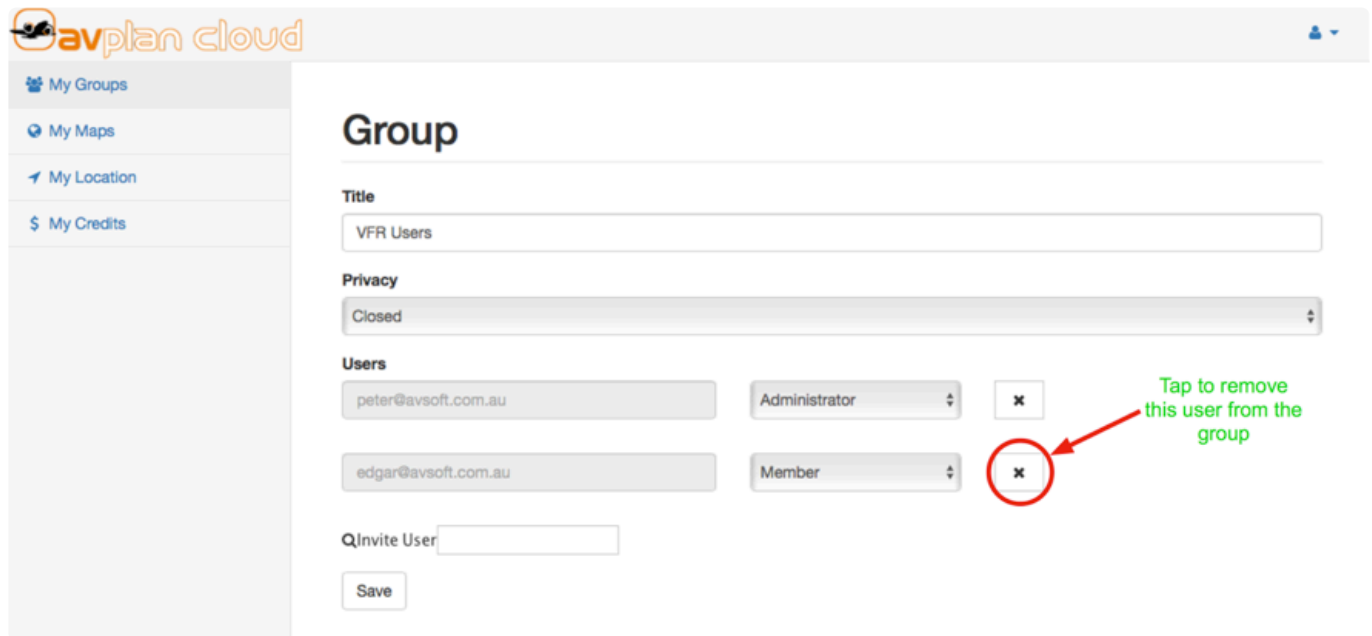 avplan cloud
My Groups
My Maps
My Location
$ My Credits
Group
Title
VFR Users
Privacy
Closed
Users
peter@avsoft.com.au
Administrator
edgar@avsoft.com.au
Member
Tap to remove
this user from the
group
Invite User
Save